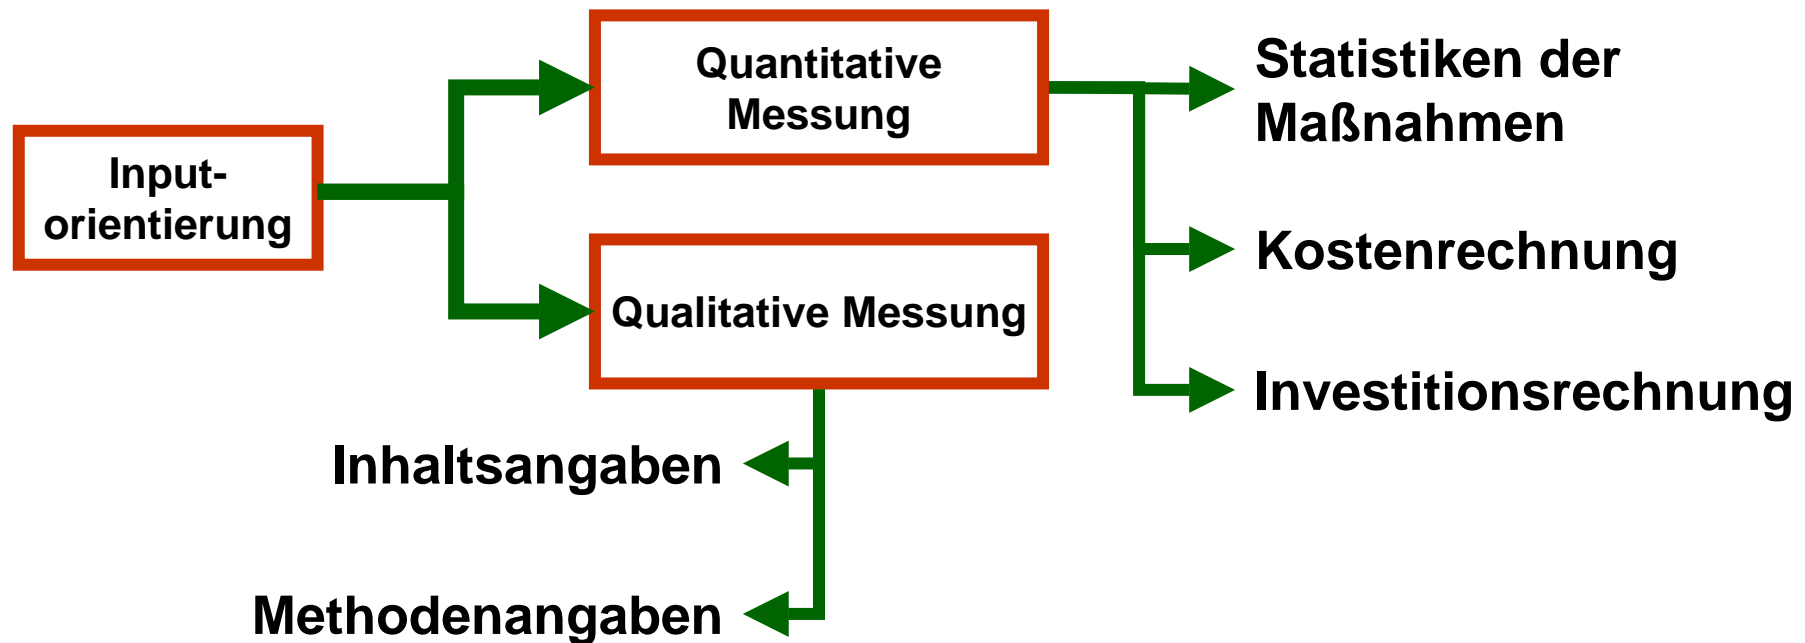 Input-
orientierung
Quantitative
Messung
Qualitative Messung
Statistiken der
Maßnahmen
Kostenrechnung
Investitionsrechnung
Inhaltsangaben
Methodenangaben